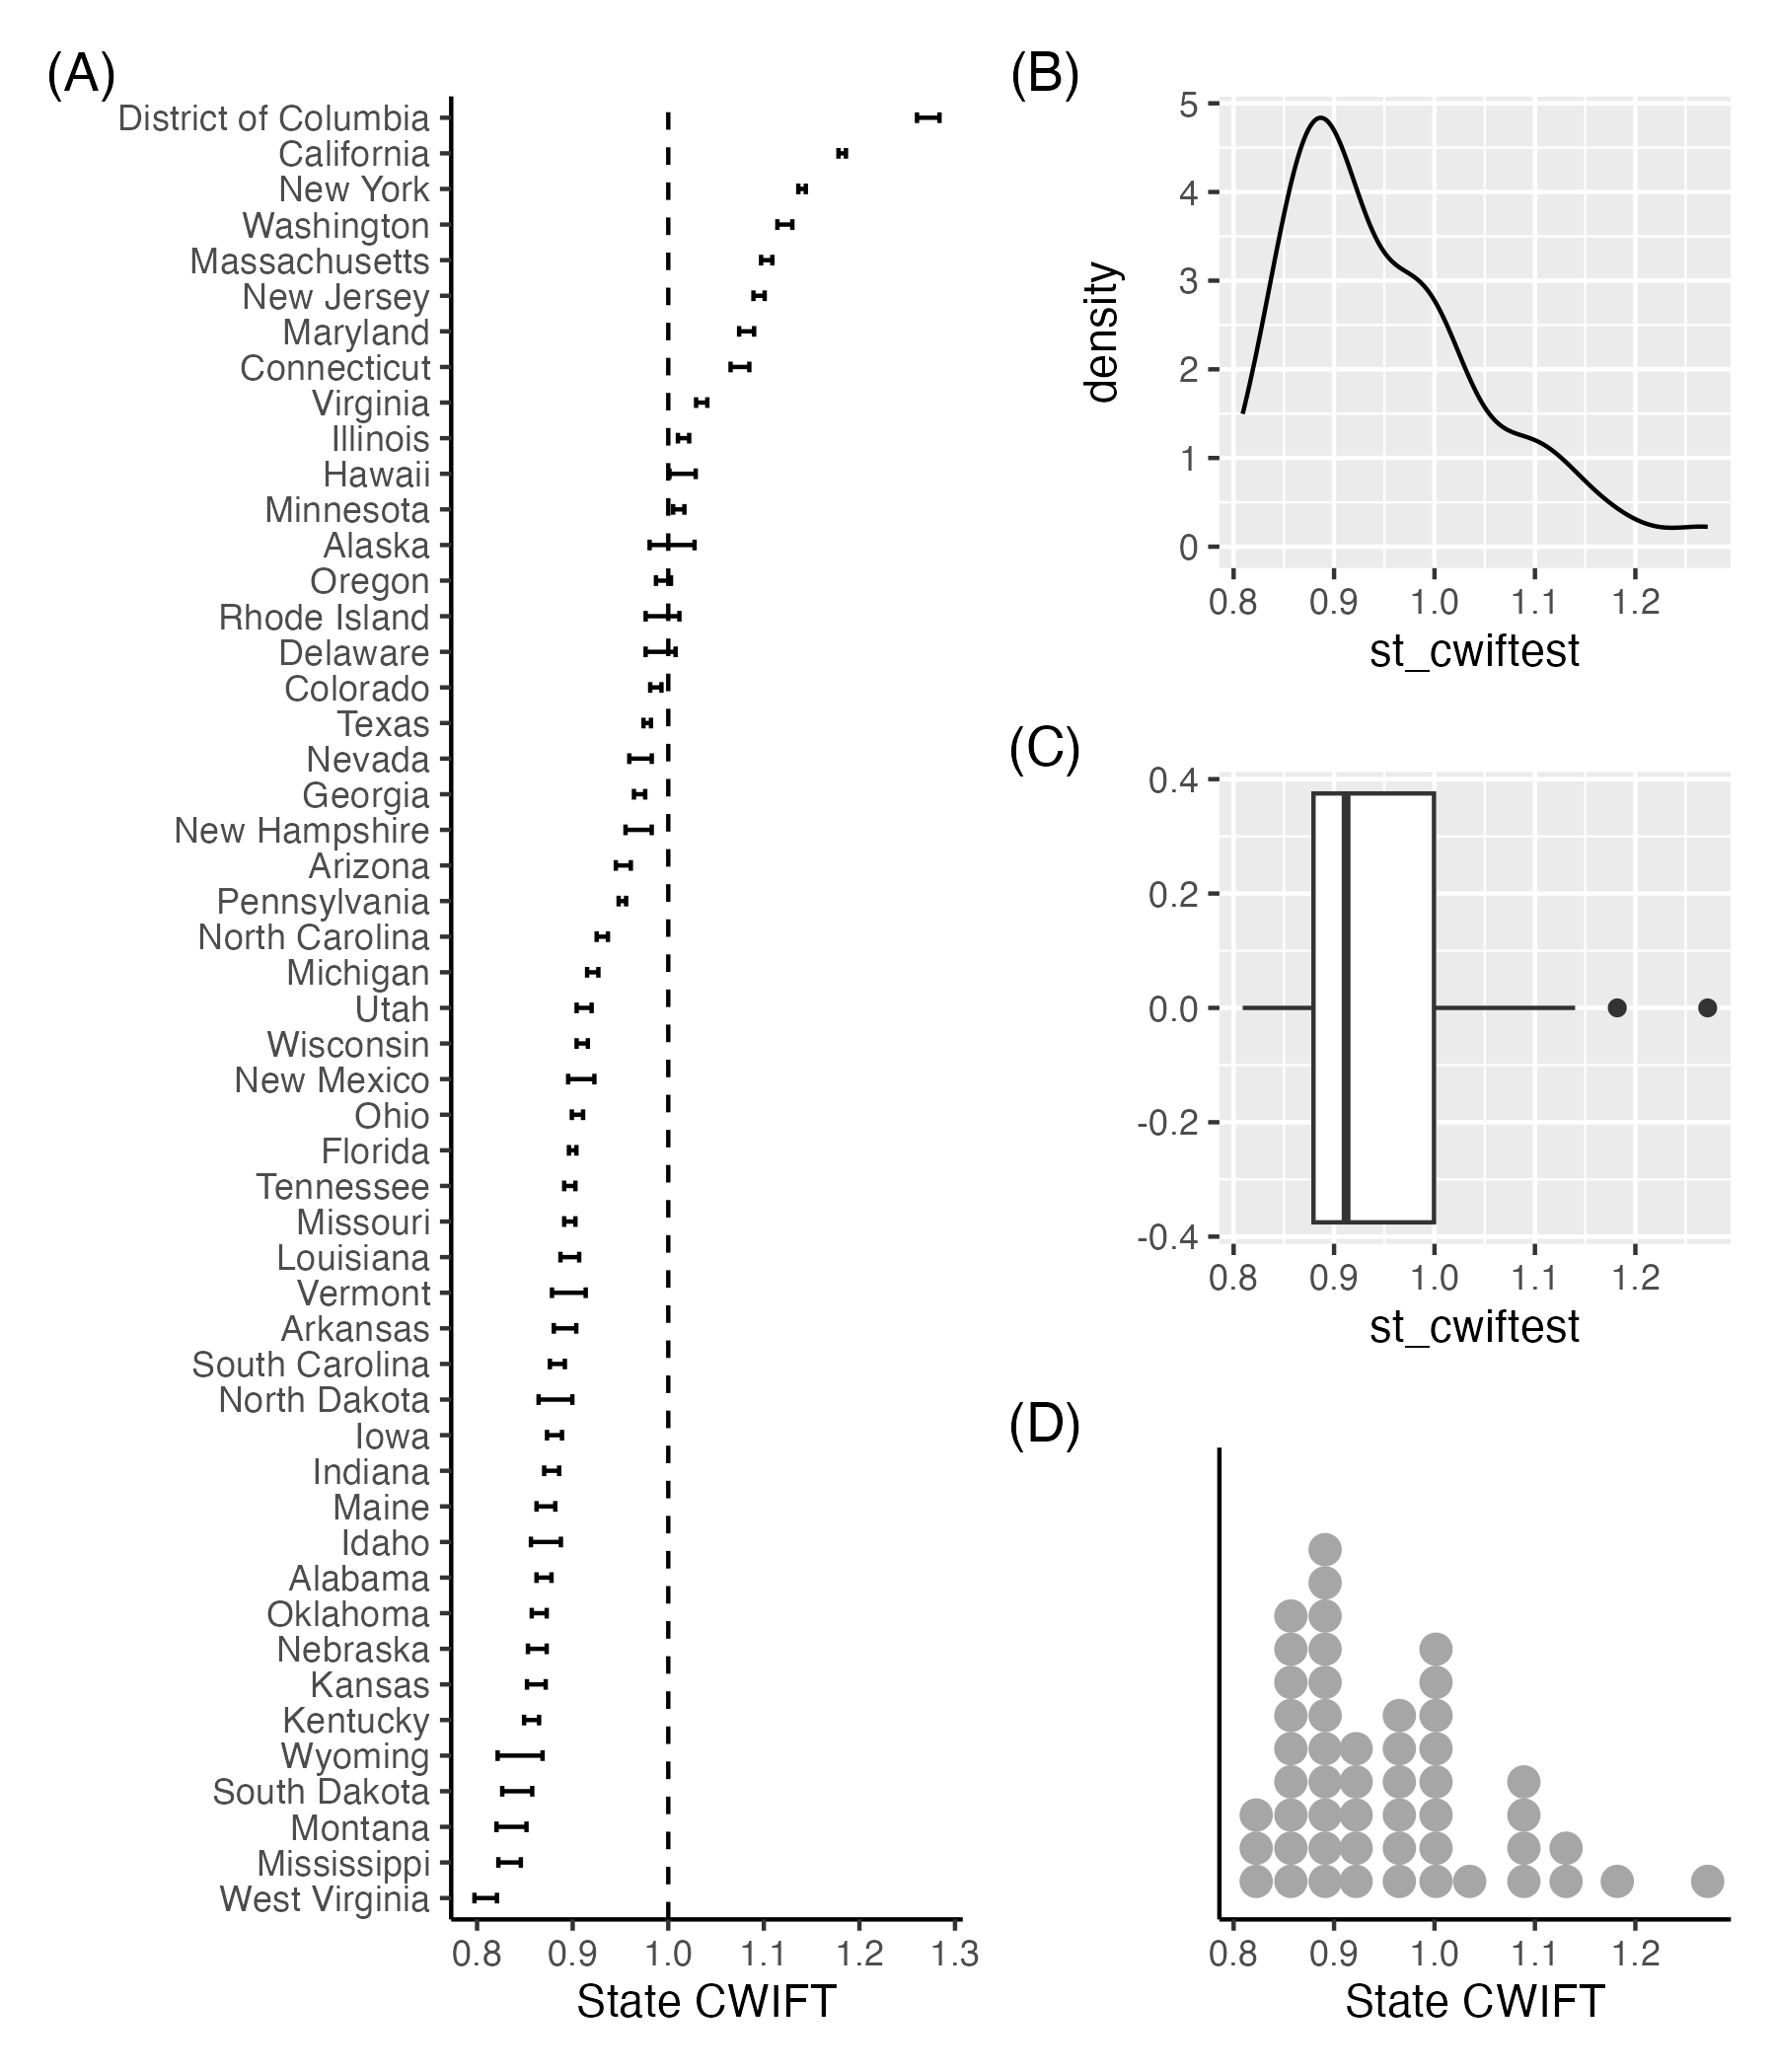 (A)
District of Columbia
California
New York
Washington
Massachusetts
New Jersey
Maryland
Connecticut
Virginia
Illinois
Hawaii
Minnesota
Alaska
Oregon
Rhode Island
Delaware
Colorado
Texas
Nevada
Georgia
New Hampshire
Arizona
Pennsylvania
North Carolina
Michigan
Utah
Wisconsin
New Mexico
Ohio
Florida
Tennessee
Missouri
Louisiana
Vermont
Arkansas
South Carolina
North Dakota
Iowa
Indiana
Maine
Idaho
Alabama
Oklahoma
Nebraska
Kansas
Kentucky
Wyoming
South Dakota
Montana
Mississippi
West Virginia
0.8 0.9 1.0 1.1 1.2 1.3
State CWIFT
(B)
density
5
4
3
2
1
0
0.8 0.9 1.0 1.1 1.2
st_cwiftest
(C)
0.4
0.2
0.0
-0.2
-0.4
0.8 0.9 1.0 1.1 1.2
st_cwiftest
(D)
0.8 0.9 1.0 1.1 1.2
State CWIFT